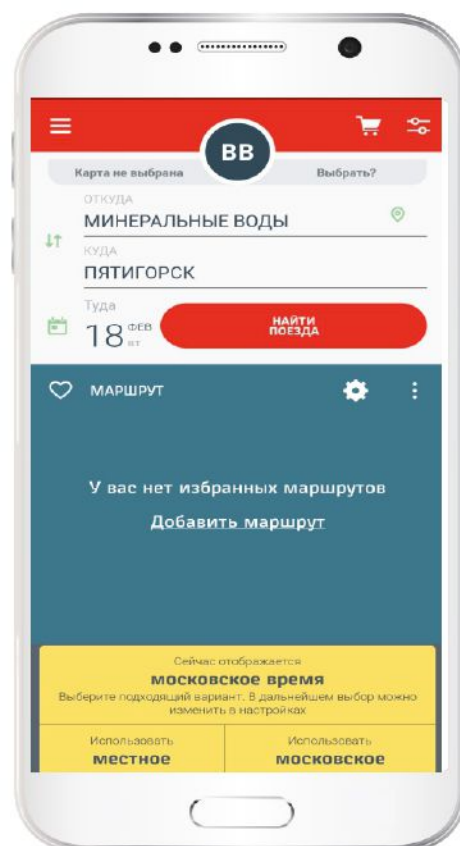 ВВ
Карта не выбрана Выбрать?
ОТКУДА
МИНЕРАЛЬНЫЕ ВОДЫ
КУДА
ПЯТИГОРСК
Туда
18 ФЕВ
вт
НАЙТИ
ПОЕЗДА
МАРШРУТ
У вас нет избранных маршрутов
Добавить маршрут
Сейчас отображается
московское время
Выберите подходящий вариант. В дальнейшем выбор можно
изменить в настройках
Использовать Использовать
местное московское